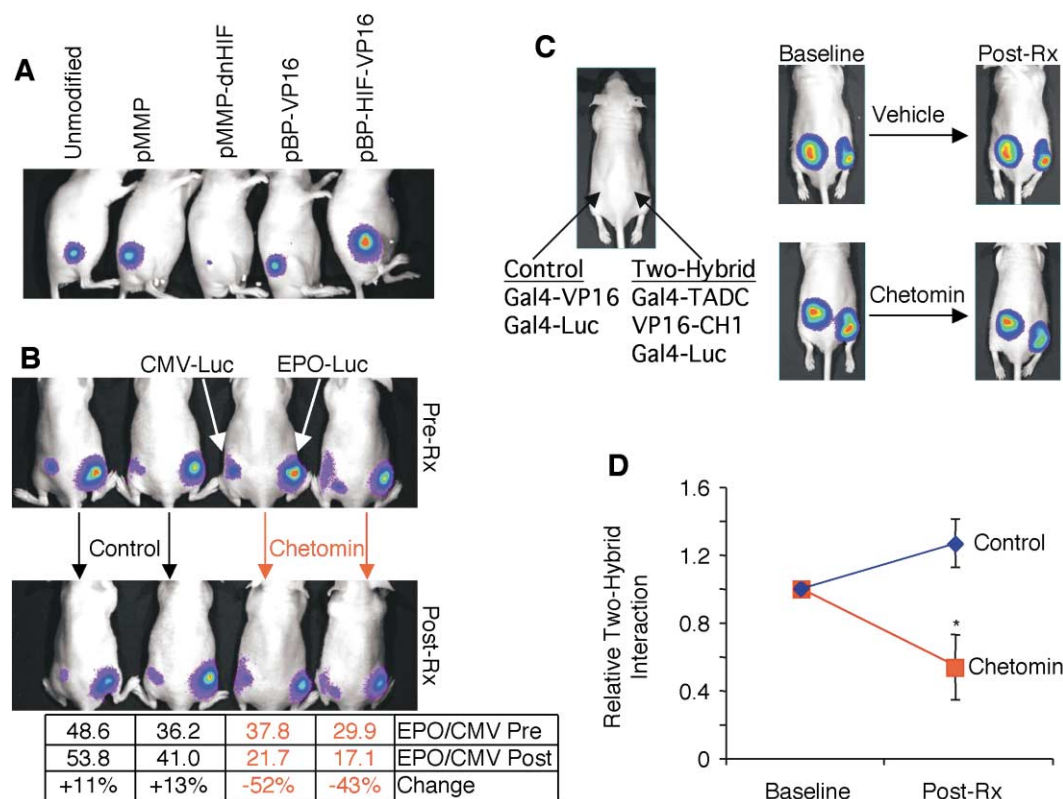 A
Unmodified
pMMP
pMMP-dnHIF
pBP-VP16
pBP-HIF-VP16
B
CMV-Luc
EPO-Luc
Pre-Rx
Control
Chetomin
Post-Rx
48.6 36.2 37.8 29.9 EPO/CMV Pre
53.8 41.0 21.7 17.1 EPO/CMV Post
+11% +13% -52% -43% Change
C
Baseline
Post-Rx
Vehicle
Chetomin
Control
Gal4-VP16
Gal4-Luc
Two-Hybrid
Gal4-TADC
VP16-CH1
Gal4-Luc
D
Relative Two-Hybrid
Interaction
1.6
1.2
0.8
0.4
0
Control
*
Chetomin
Baseline
Post-Rx